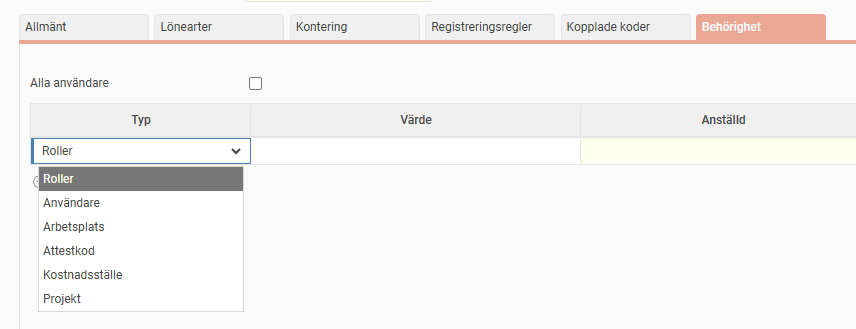 Allmänt Lönearter Kontering Registreringsregler Kopplade koder Behörighet
Alla användare
Typ Värde Anställd
Roller
Roller
Användare
Arbetsplats
Attestkod
Kostnadsställe
Projekt